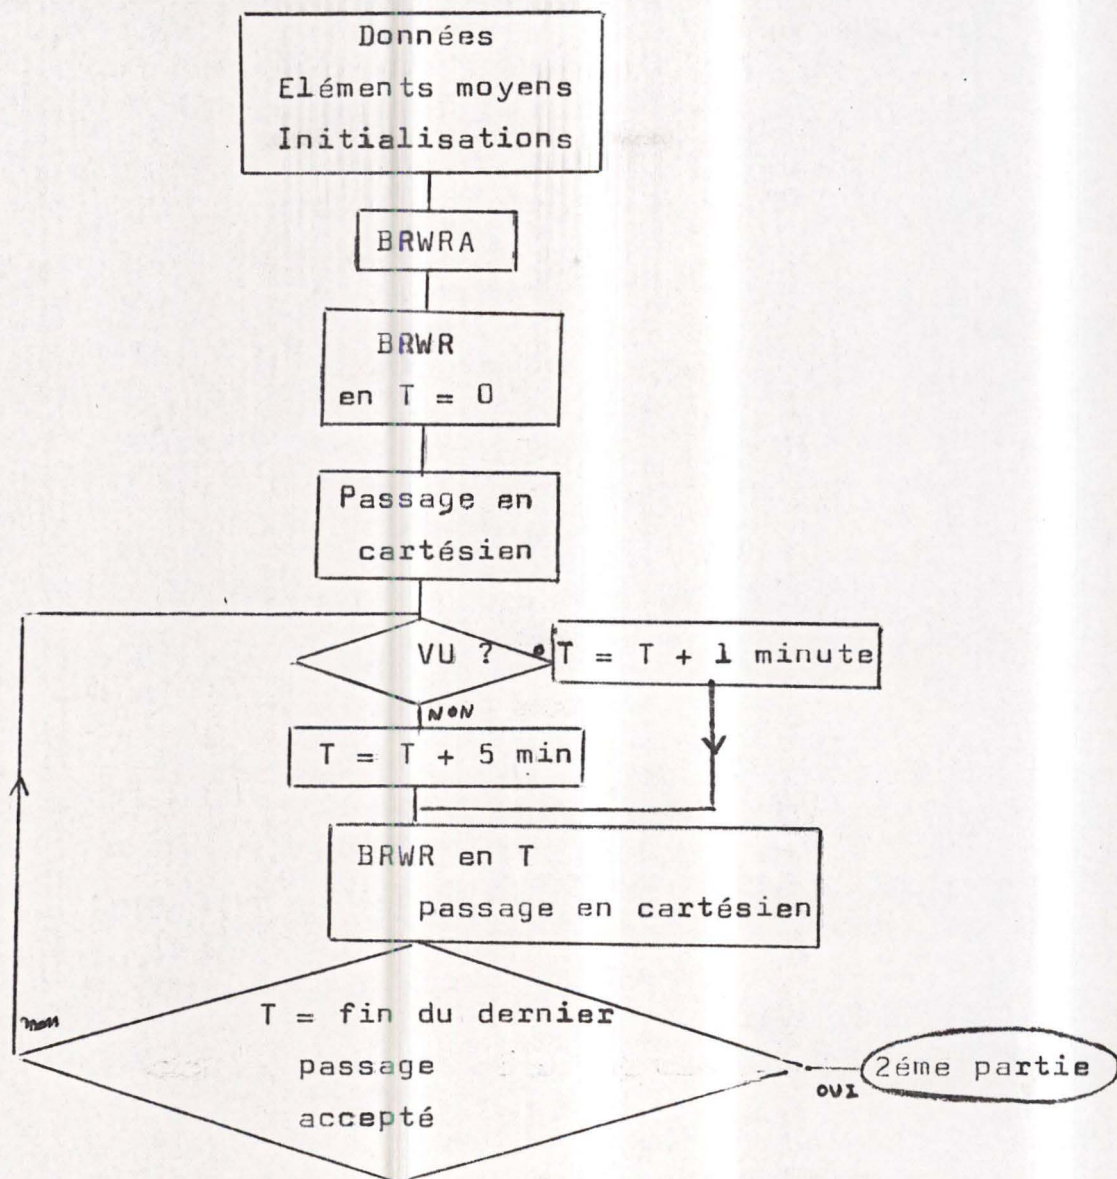 Données
Eléments moyens
Initialisations
BRWRA
BRWR
en T = 0
Passage en
cartésien
VU ?
T = T + 1 minute
NON
T = T + 5 min
BRWR en T
passage en cartésien
non
T = fin du dernier
passage
accepté
OUI
2éme partie